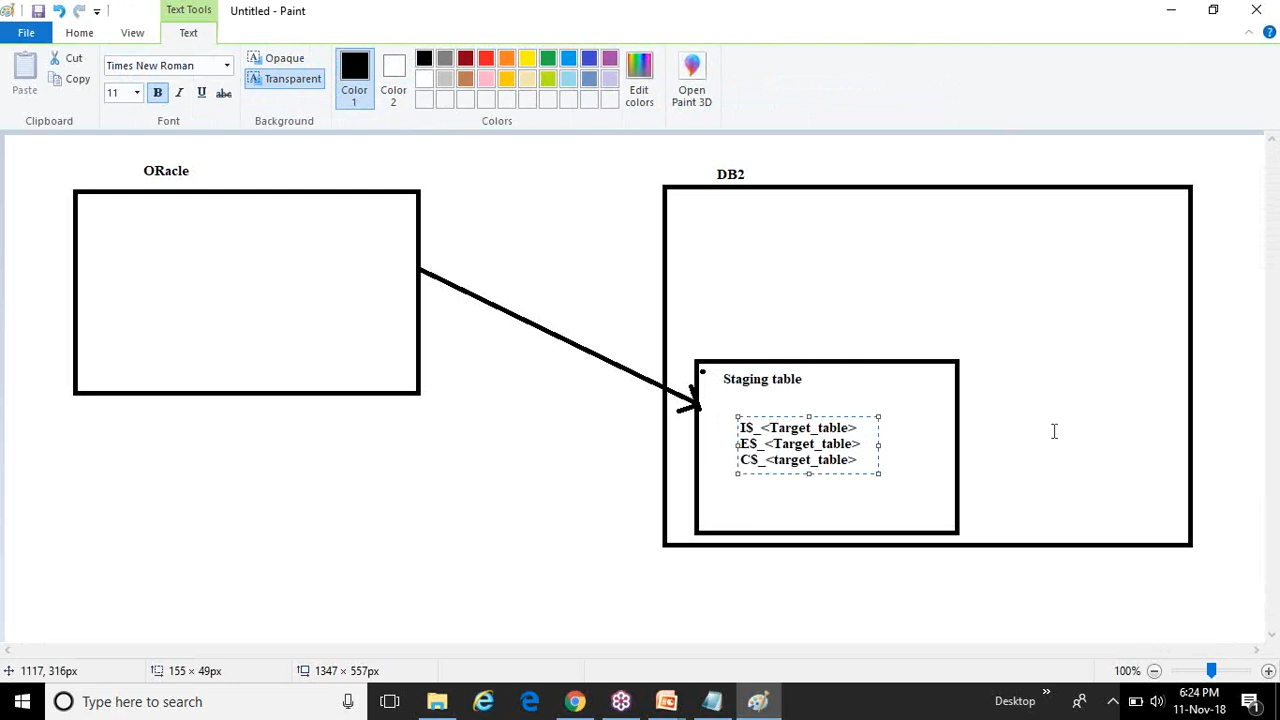 Text Tools
Untitled - Paint
File
Home
View
Text
Paste
Cut
Copy
Clipboard
Times New Roman
11
B
I
U
abc
Font
Opaque
Transparent
Background
Color
1
Color
2
Edit
colors
Colors
Open
Paint 3D
ORacle
DB2
Staging table
I$_<Target_table>
E$_<Target_table>
C$_<target_table>
1117, 316px
155 × 49px
1347 × 557px
100%
Type here to search
Desktop
6:24 PM
11-Nov-18
1